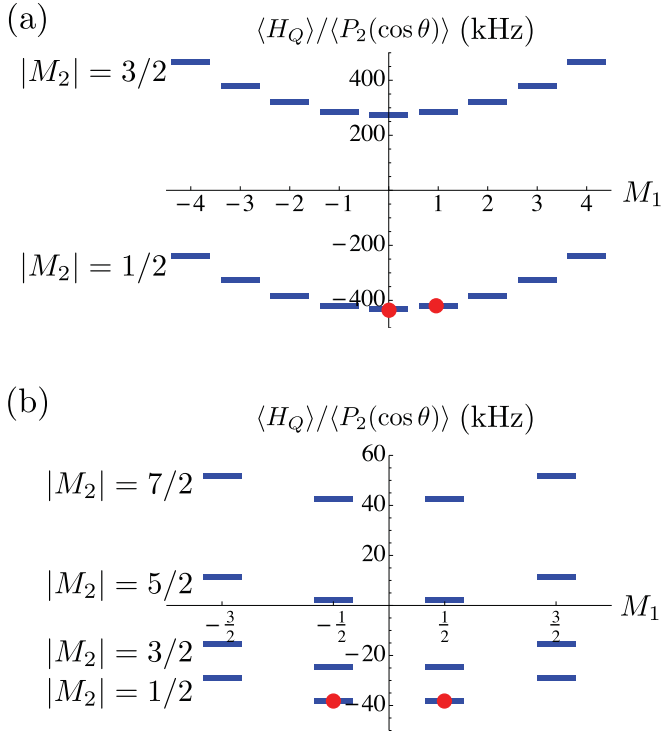 (a)
⟨H_Q⟩/⟨P_2(cos θ)⟩ (kHz)
|M_2| = 3/2
400
200
−4 −3 −2 −1 0 1 2 3 4 M_1
−200
|M_2| = 1/2
−400
(b)
⟨H_Q⟩/⟨P_2(cos θ)⟩ (kHz)
60
|M_2| = 7/2
40
20
|M_2| = 5/2
−3/2 −1/2 1/2 3/2 M_1
|M_2| = 3/2
−20
|M_2| = 1/2
−40